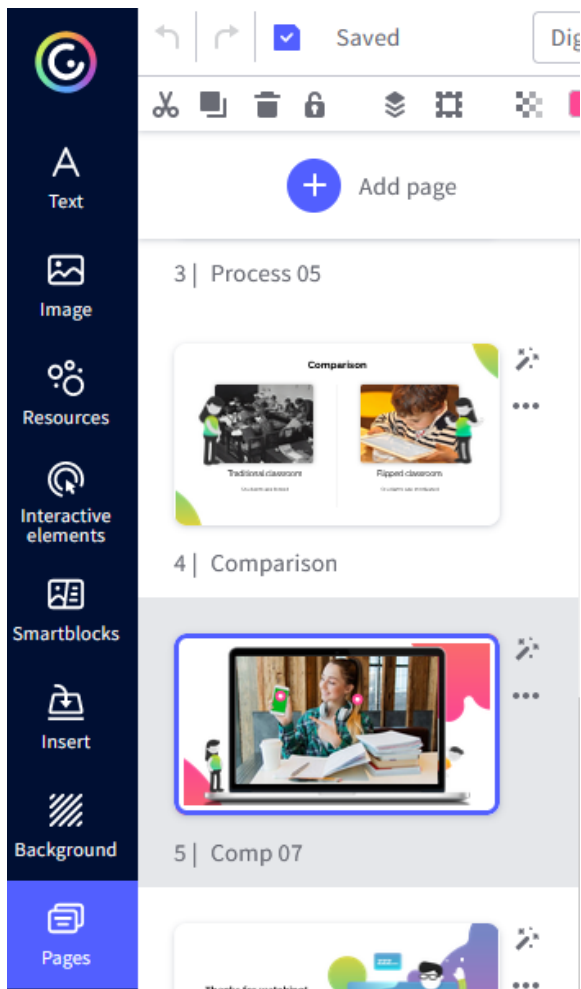 Saved
Dig
Add page
Text
Image
Resources
Interactive
elements
Smartblocks
Insert
Background
Pages
3 | Process 05
Comparison
Traditional classroom
Flipped classroom
4 | Comparison
5 | Comp 07